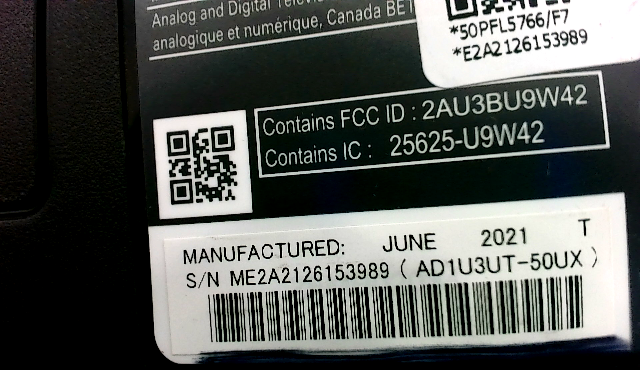 Analog and Digital Televis
analogique et numérique, Canada BET
*50PFL5766/F7
*E2A2126153989
Contains FCC ID : 2AU3BU9W42
Contains IC : 25625-U9W42
MANUFACTURED: JUNE 2021 T
S/N ME2A2126153989 ( AD1U3UT-50UX )